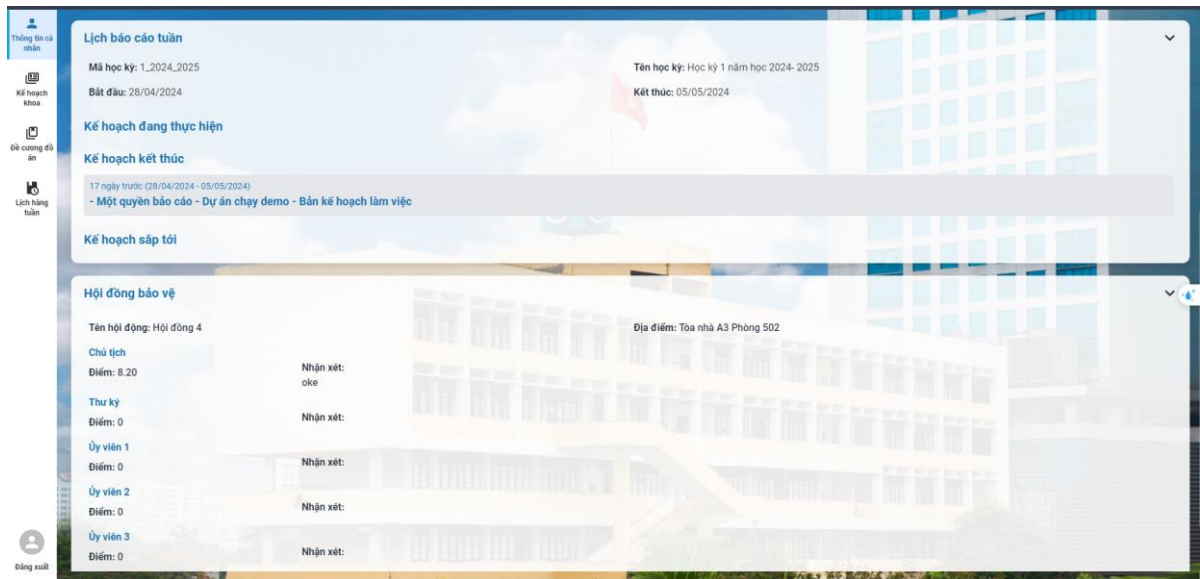 Thông tin cá
nhân
Kế hoạch
khoa
Đề cương đồ
án
Lịch hàng
tuần
Đăng xuất
Lịch báo cáo tuần
Mã học kỳ: 1_2024_2025
Tên học kỳ: Học kỳ 1 năm học 2024- 2025
Bắt đầu: 28/04/2024
Kết thúc: 05/05/2024
Kế hoạch đang thực hiện
Kế hoạch kết thúc
17 ngày trước (28/04/2024 - 05/05/2024)
- Một quyền báo cáo - Dự án chạy demo - Bản kế hoạch làm việc
Kế hoạch sắp tới
Hội đồng bảo vệ
Tên hội động: Hội đồng 4
Địa điểm: Tòa nhà A3 Phòng 502
Chủ tịch
Điểm: 8.20
Nhận xét:
oke
Thư ký
Điểm: 0
Nhận xét:
Ủy viên 1
Điểm: 0
Nhận xét:
Ủy viên 2
Điểm: 0
Nhận xét:
Ủy viên 3
Điểm: 0
Nhận xét: